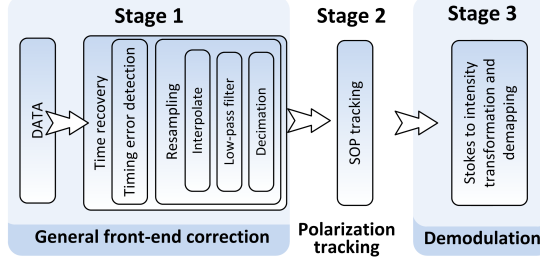 Stage 1
Stage 2
Stage 3
DATA
Time recovery
Timing error detection
Resampling
Interpolate
Low-pass filter
Decimation
SOP tracking
Stokes to intensity
transformation and
demapping
General front-end correction
Polarization
tracking
Demodulation